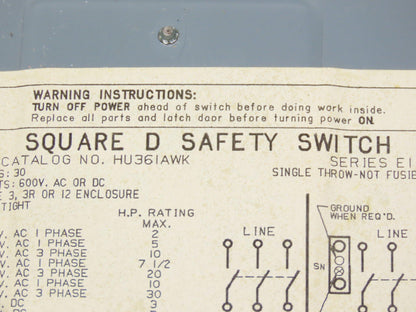 WARNING INSTRUCTIONS:
TURN OFF POWER ahead of switch before doing work inside.
Replace all parts and latch door before turning power ON.
SQUARE D SAFETY SWITCH
CATALOG NO. HU361AWK SERIES E1
S: 30 SINGLE THROW-NOT FUSIB
TS: 600V. AC OR DC
E 3, 3R OR 12 ENCLOSURE
TIGHT
H.P. RATING
MAX.
V. AC 1 PHASE 2
V. AC 1 PHASE 5
V. AC 3 PHASE 10
V. AC 1 PHASE 7 1/2
V. AC 3 PHASE 20
V. AC 1 PHASE 10
V. AC 3 PHASE 30
. DC 3
GROUND
WHEN REQ'D.
LINE
SN
LINE